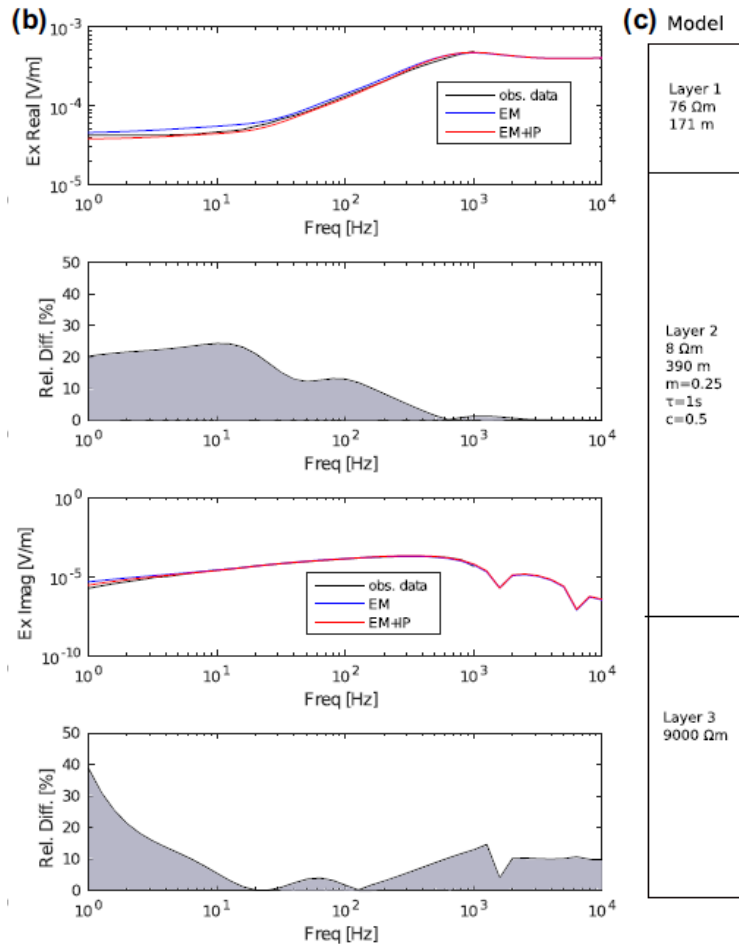 (b)
10^-3
10^-4
10^-5
Ex Real [V/m]
obs. data
EM
EM+IP
10^0 10^1 10^2 10^3 10^4
Freq [Hz]
50
40
30
20
10
0
Rel. Diff. [%]
10^0 10^1 10^2 10^3 10^4
Freq [Hz]
10^0
10^-5
10^-10
Ex Imag [V/m]
obs. data
EM
EM+IP
10^0 10^1 10^2 10^3 10^4
Freq [Hz]
50
40
30
20
10
0
Rel. Diff. [%]
10^0 10^1 10^2 10^3 10^4
Freq [Hz]
(c) Model
Layer 1
76 Ωm
171 m
Layer 2
8 Ωm
390 m
m=0.25
τ=1s
c=0.5
Layer 3
9000 Ωm